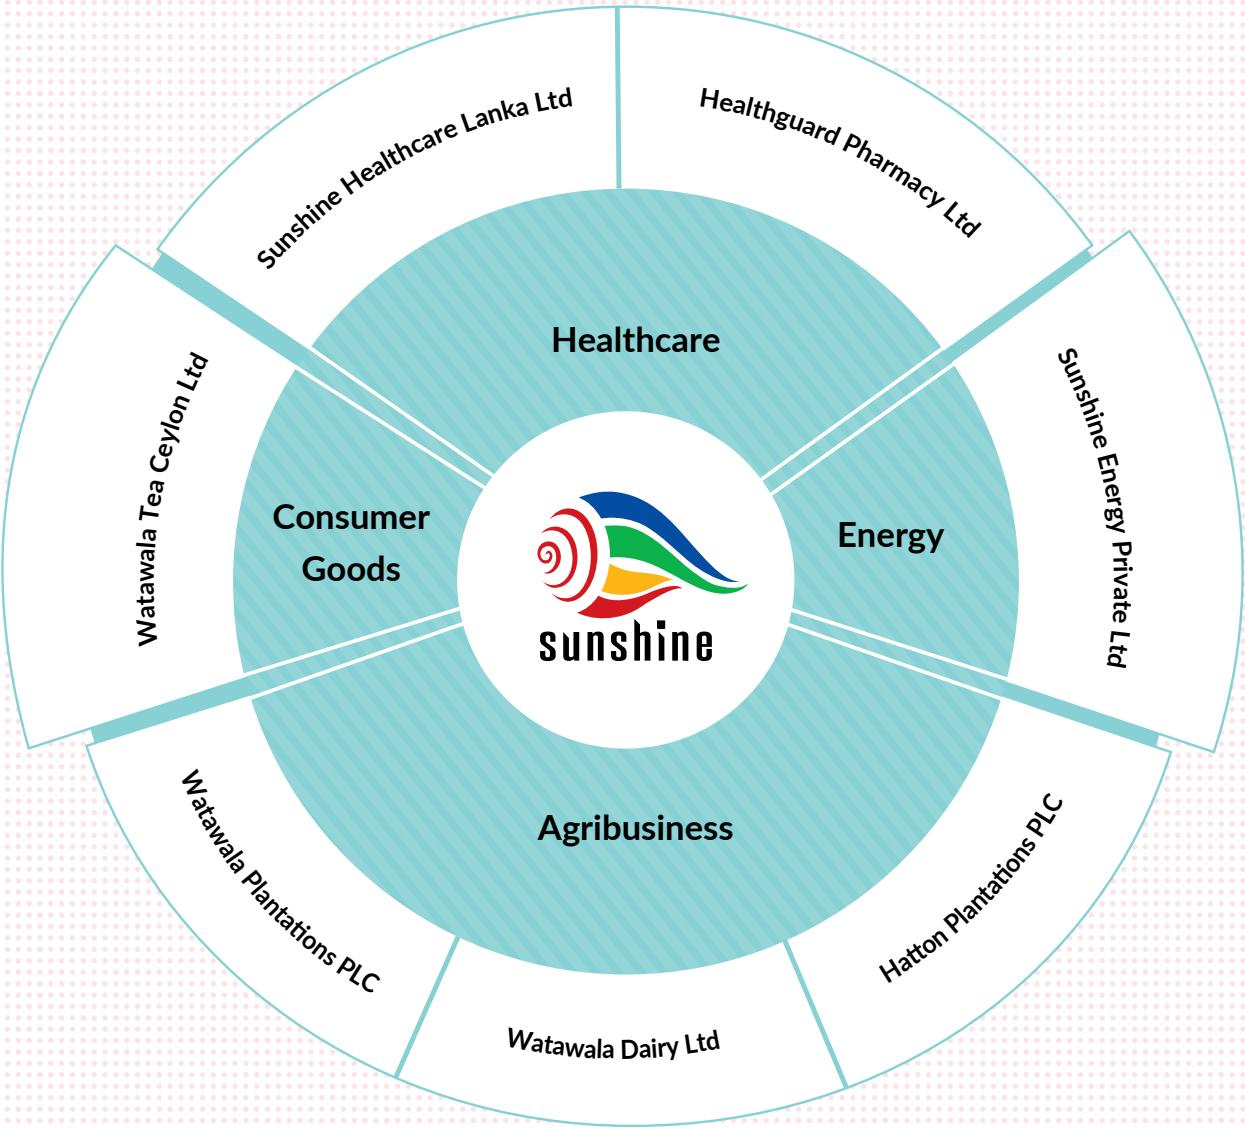 Sunshine Healthcare Lanka Ltd
Healthguard Pharmacy Ltd
Healthcare
Watawala Tea Ceylon Ltd
Consumer
Goods
sunshine
Energy
Sunshine Energy Private Ltd
Agribusiness
Watawala Plantations PLC
Watawala Dairy Ltd
Hatton Plantations PLC